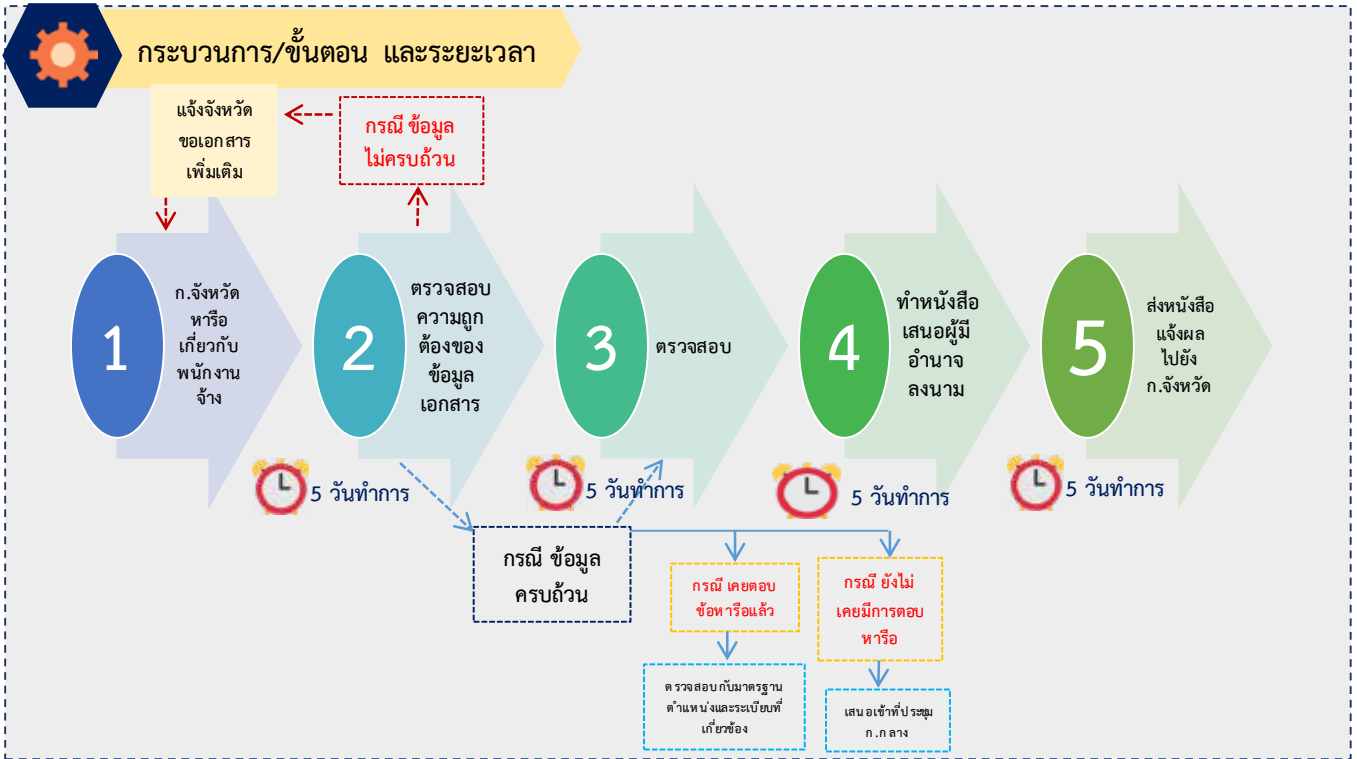 กระบวนการ/ขั้นตอน และระยะเวลา
แจ้งจังหวัด
ขอเอกสาร
เพิ่มเติม
กรณี ข้อมูล
ไม่ครบถ้วน
1
ก.จังหวัด
หารือ
เกี่ยวกับ
พนักงาน
จ้าง
2
ตรวจสอบ
ความถูก
ต้องของ
ข้อมูล
เอกสาร
3
ตรวจสอบ
4
ทำหนังสือ
เสนอผู้มี
อำนาจ
ลงนาม
5
ส่งหนังสือ
แจ้งผล
ไปยัง
ก.จังหวัด
5 วันทำการ
5 วันทำการ
5 วันทำการ
5 วันทำการ
กรณี ข้อมูล
ครบถ้วน
กรณี เคยตอบ
ข้อหารือแล้ว
กรณี ยังไม่
เคยมีการตอบ
หารือ
ตรวจสอบกับมาตรฐาน
ตำแหน่งและระเบียบที่
เกี่ยวข้อง
เสนอเข้าที่ประชุม
ก.กลาง